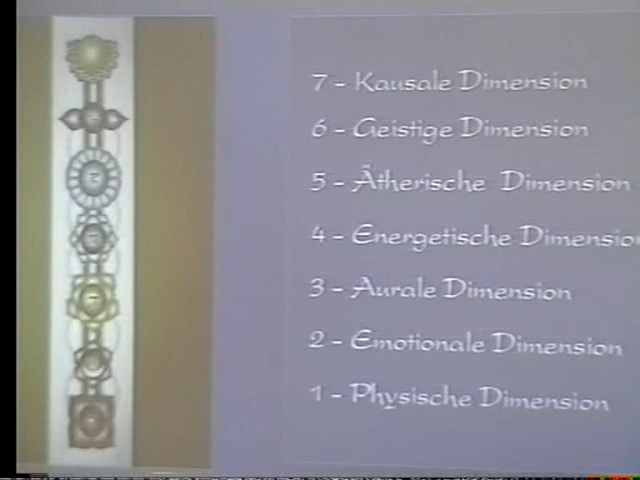 7 - Kausale Dimension
6 - Geistige Dimension
5 - Ätherische Dimension
4 - Energetische Dimension
3 - Aurale Dimension
2 - Emotionale Dimension
1 - Physische Dimension